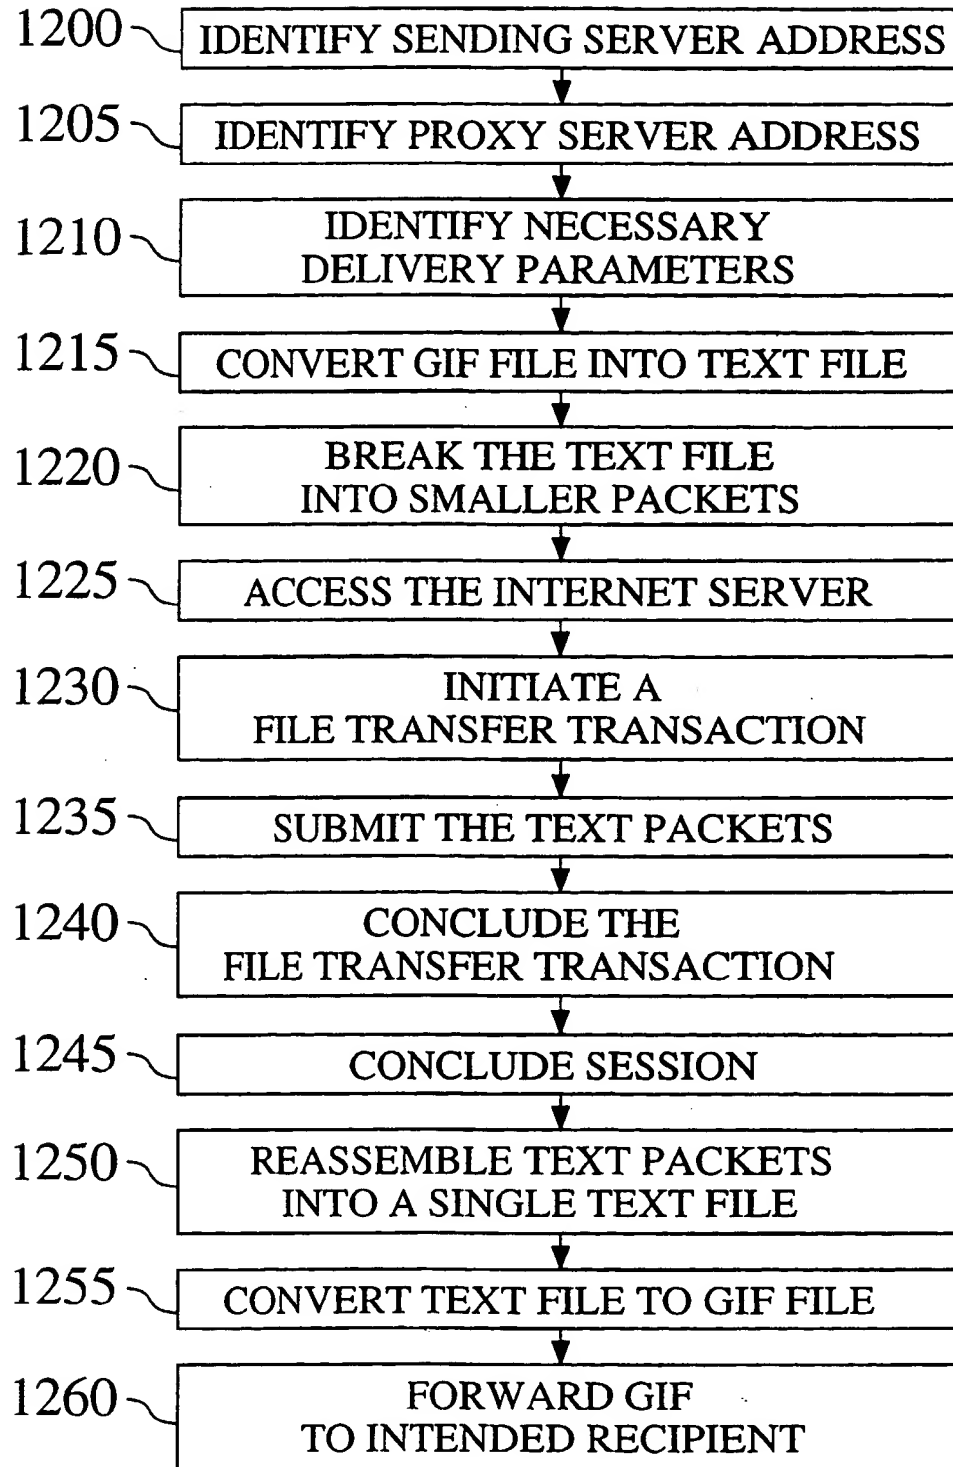 1200
IDENTIFY SENDING SERVER ADDRESS
1205
IDENTIFY PROXY SERVER ADDRESS
1210
IDENTIFY NECESSARY
DELIVERY PARAMETERS
1215
CONVERT GIF FILE INTO TEXT FILE
1220
BREAK THE TEXT FILE
INTO SMALLER PACKETS
1225
ACCESS THE INTERNET SERVER
1230
INITIATE A
FILE TRANSFER TRANSACTION
1235
SUBMIT THE TEXT PACKETS
1240
CONCLUDE THE
FILE TRANSFER TRANSACTION
1245
CONCLUDE SESSION
1250
REASSEMBLE TEXT PACKETS
INTO A SINGLE TEXT FILE
1255
CONVERT TEXT FILE TO GIF FILE
1260
FORWARD GIF
TO INTENDED RECIPIENT